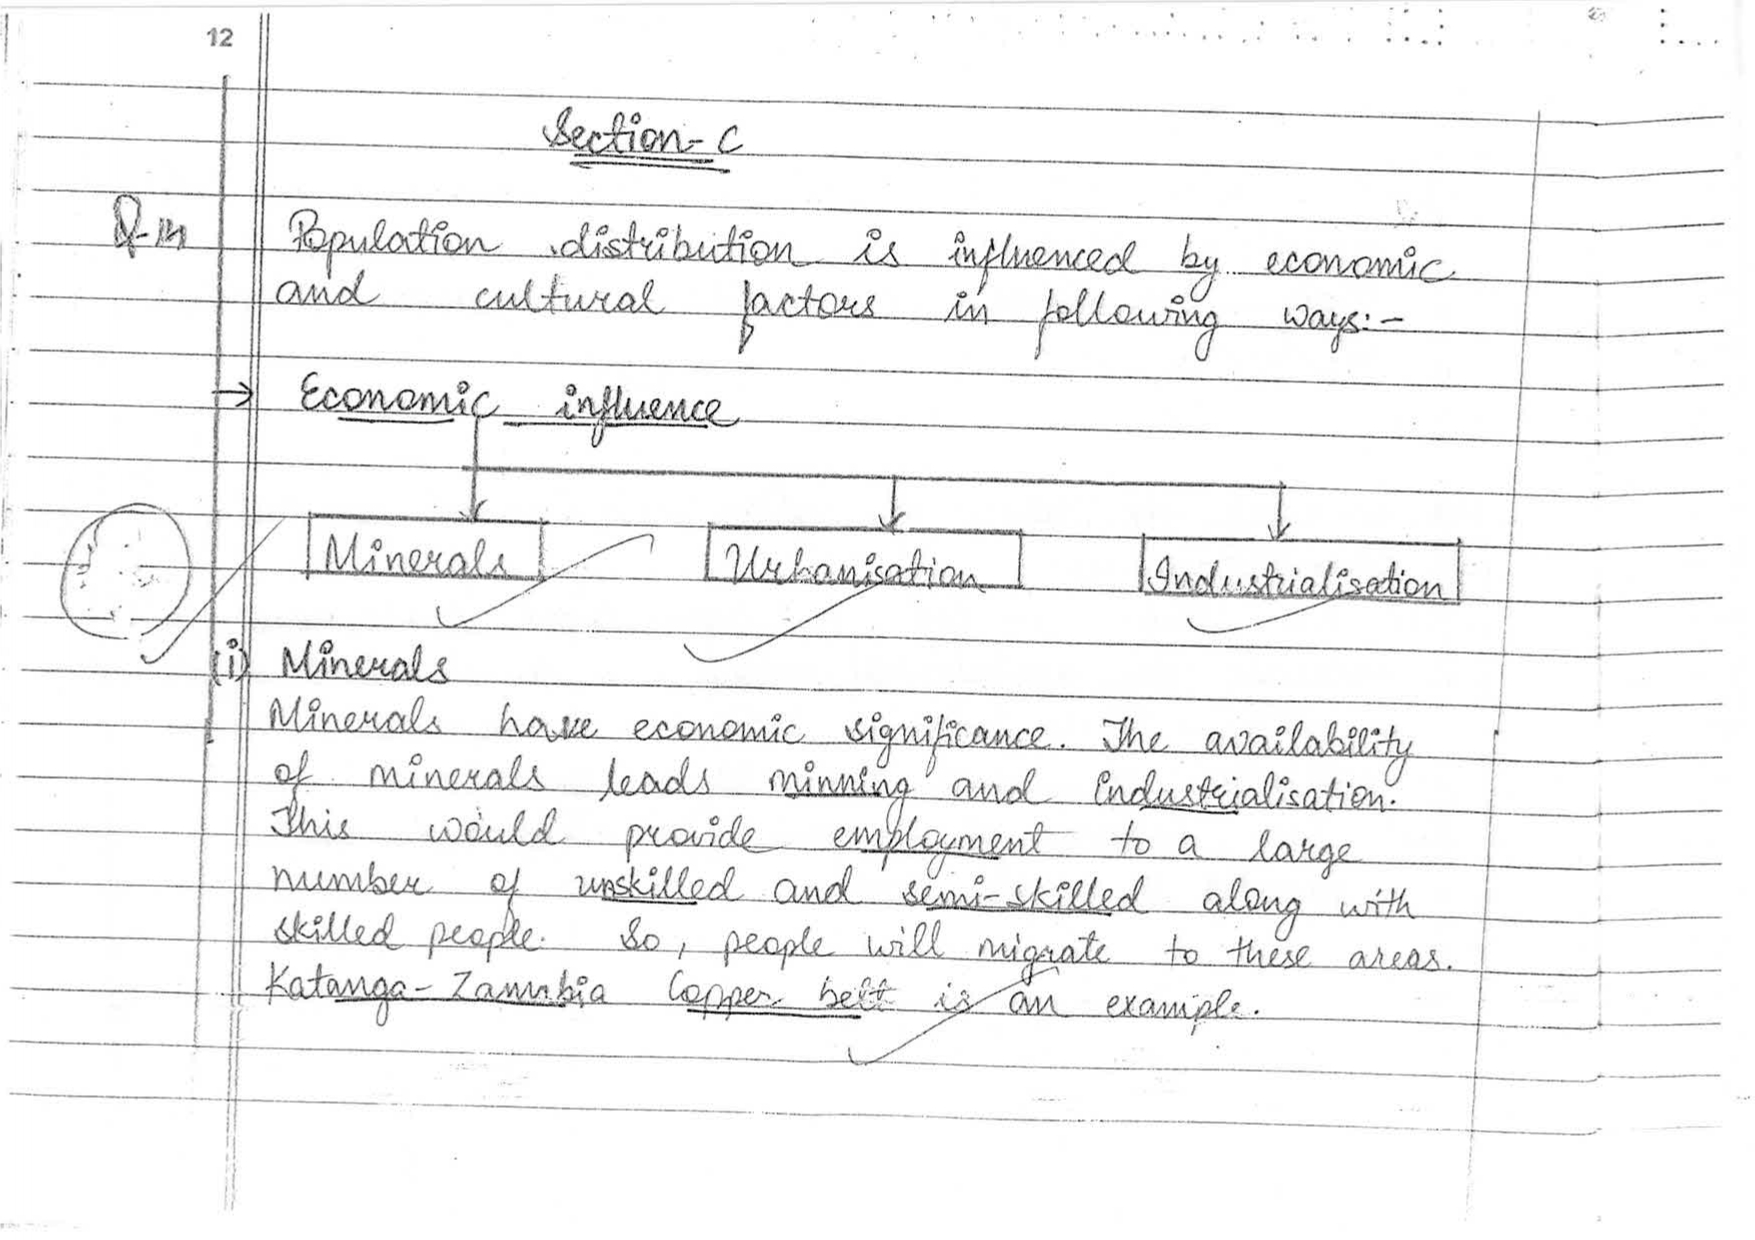 12
Section-C
Population distribution is influenced by economic
and cultural factors in following ways:-
→ Economic influence
Minerals Urbanisation Industrialisation
(i) Minerals
Minerals have economic significance. The availability
of minerals leads minning and industrialisation.
This would provide employment to a large
number of unskilled and semi-skilled along with
skilled people. So, people will migrate to these areas.
Katanga-Zambia Copper belt is an example.